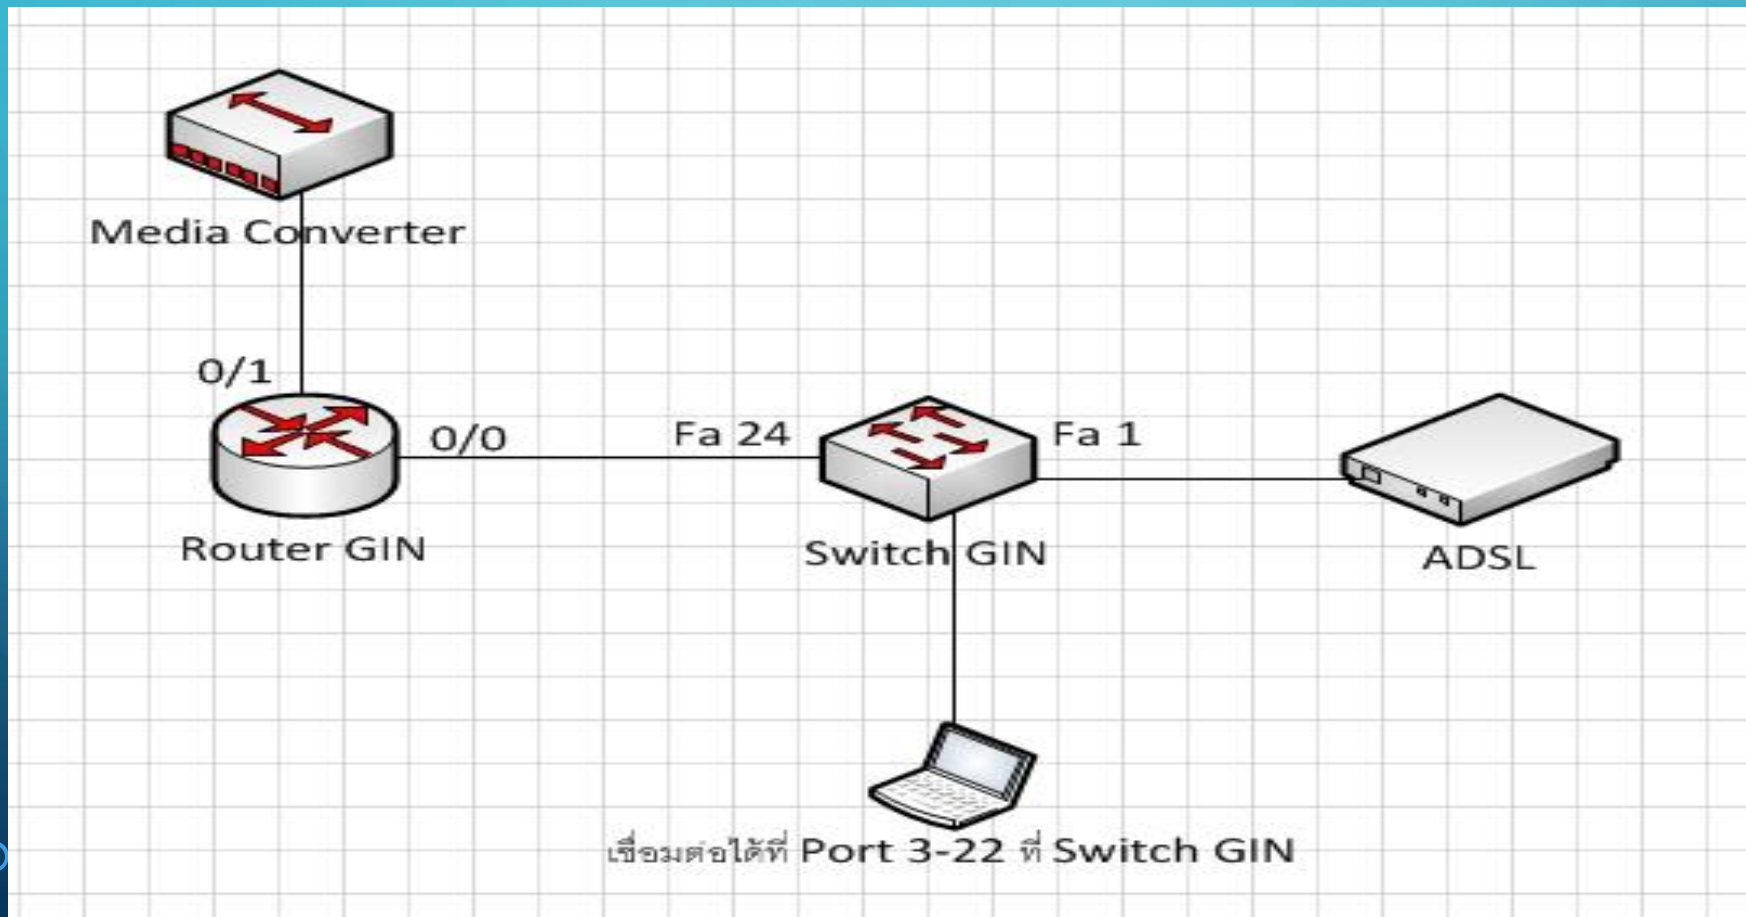 Media Converter
0/1
0/0
Fa 24
Fa 1
Router GIN
Switch GIN
ADSL
เชื่อมต่อได้ที่ Port 3-22 ที่ Switch GIN